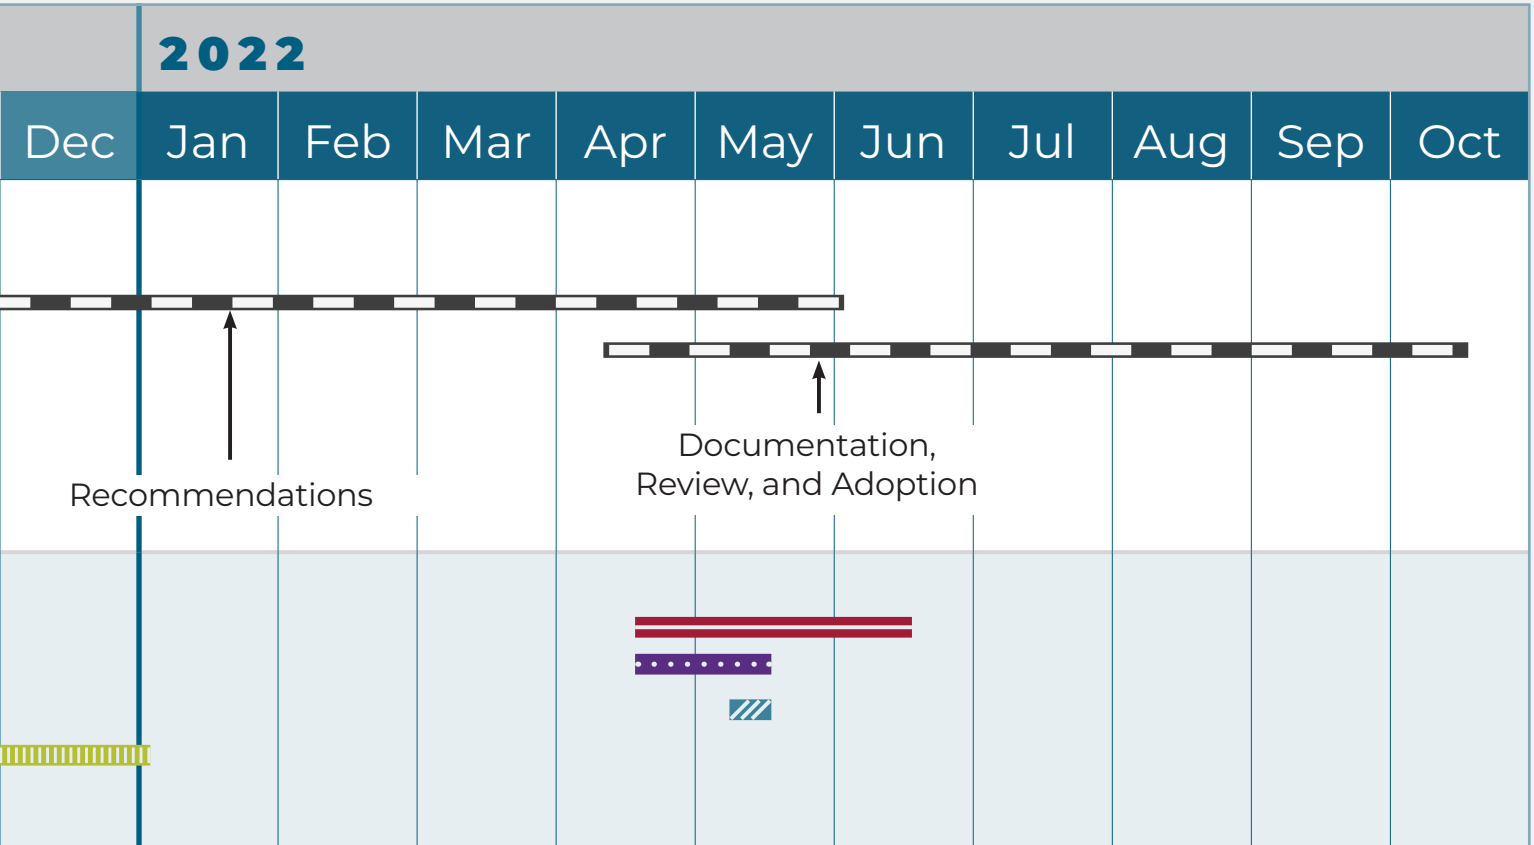 2022
Dec Jan Feb Mar Apr May Jun Jul Aug Sep Oct
Documentation,
Review, and Adoption
Recommendations